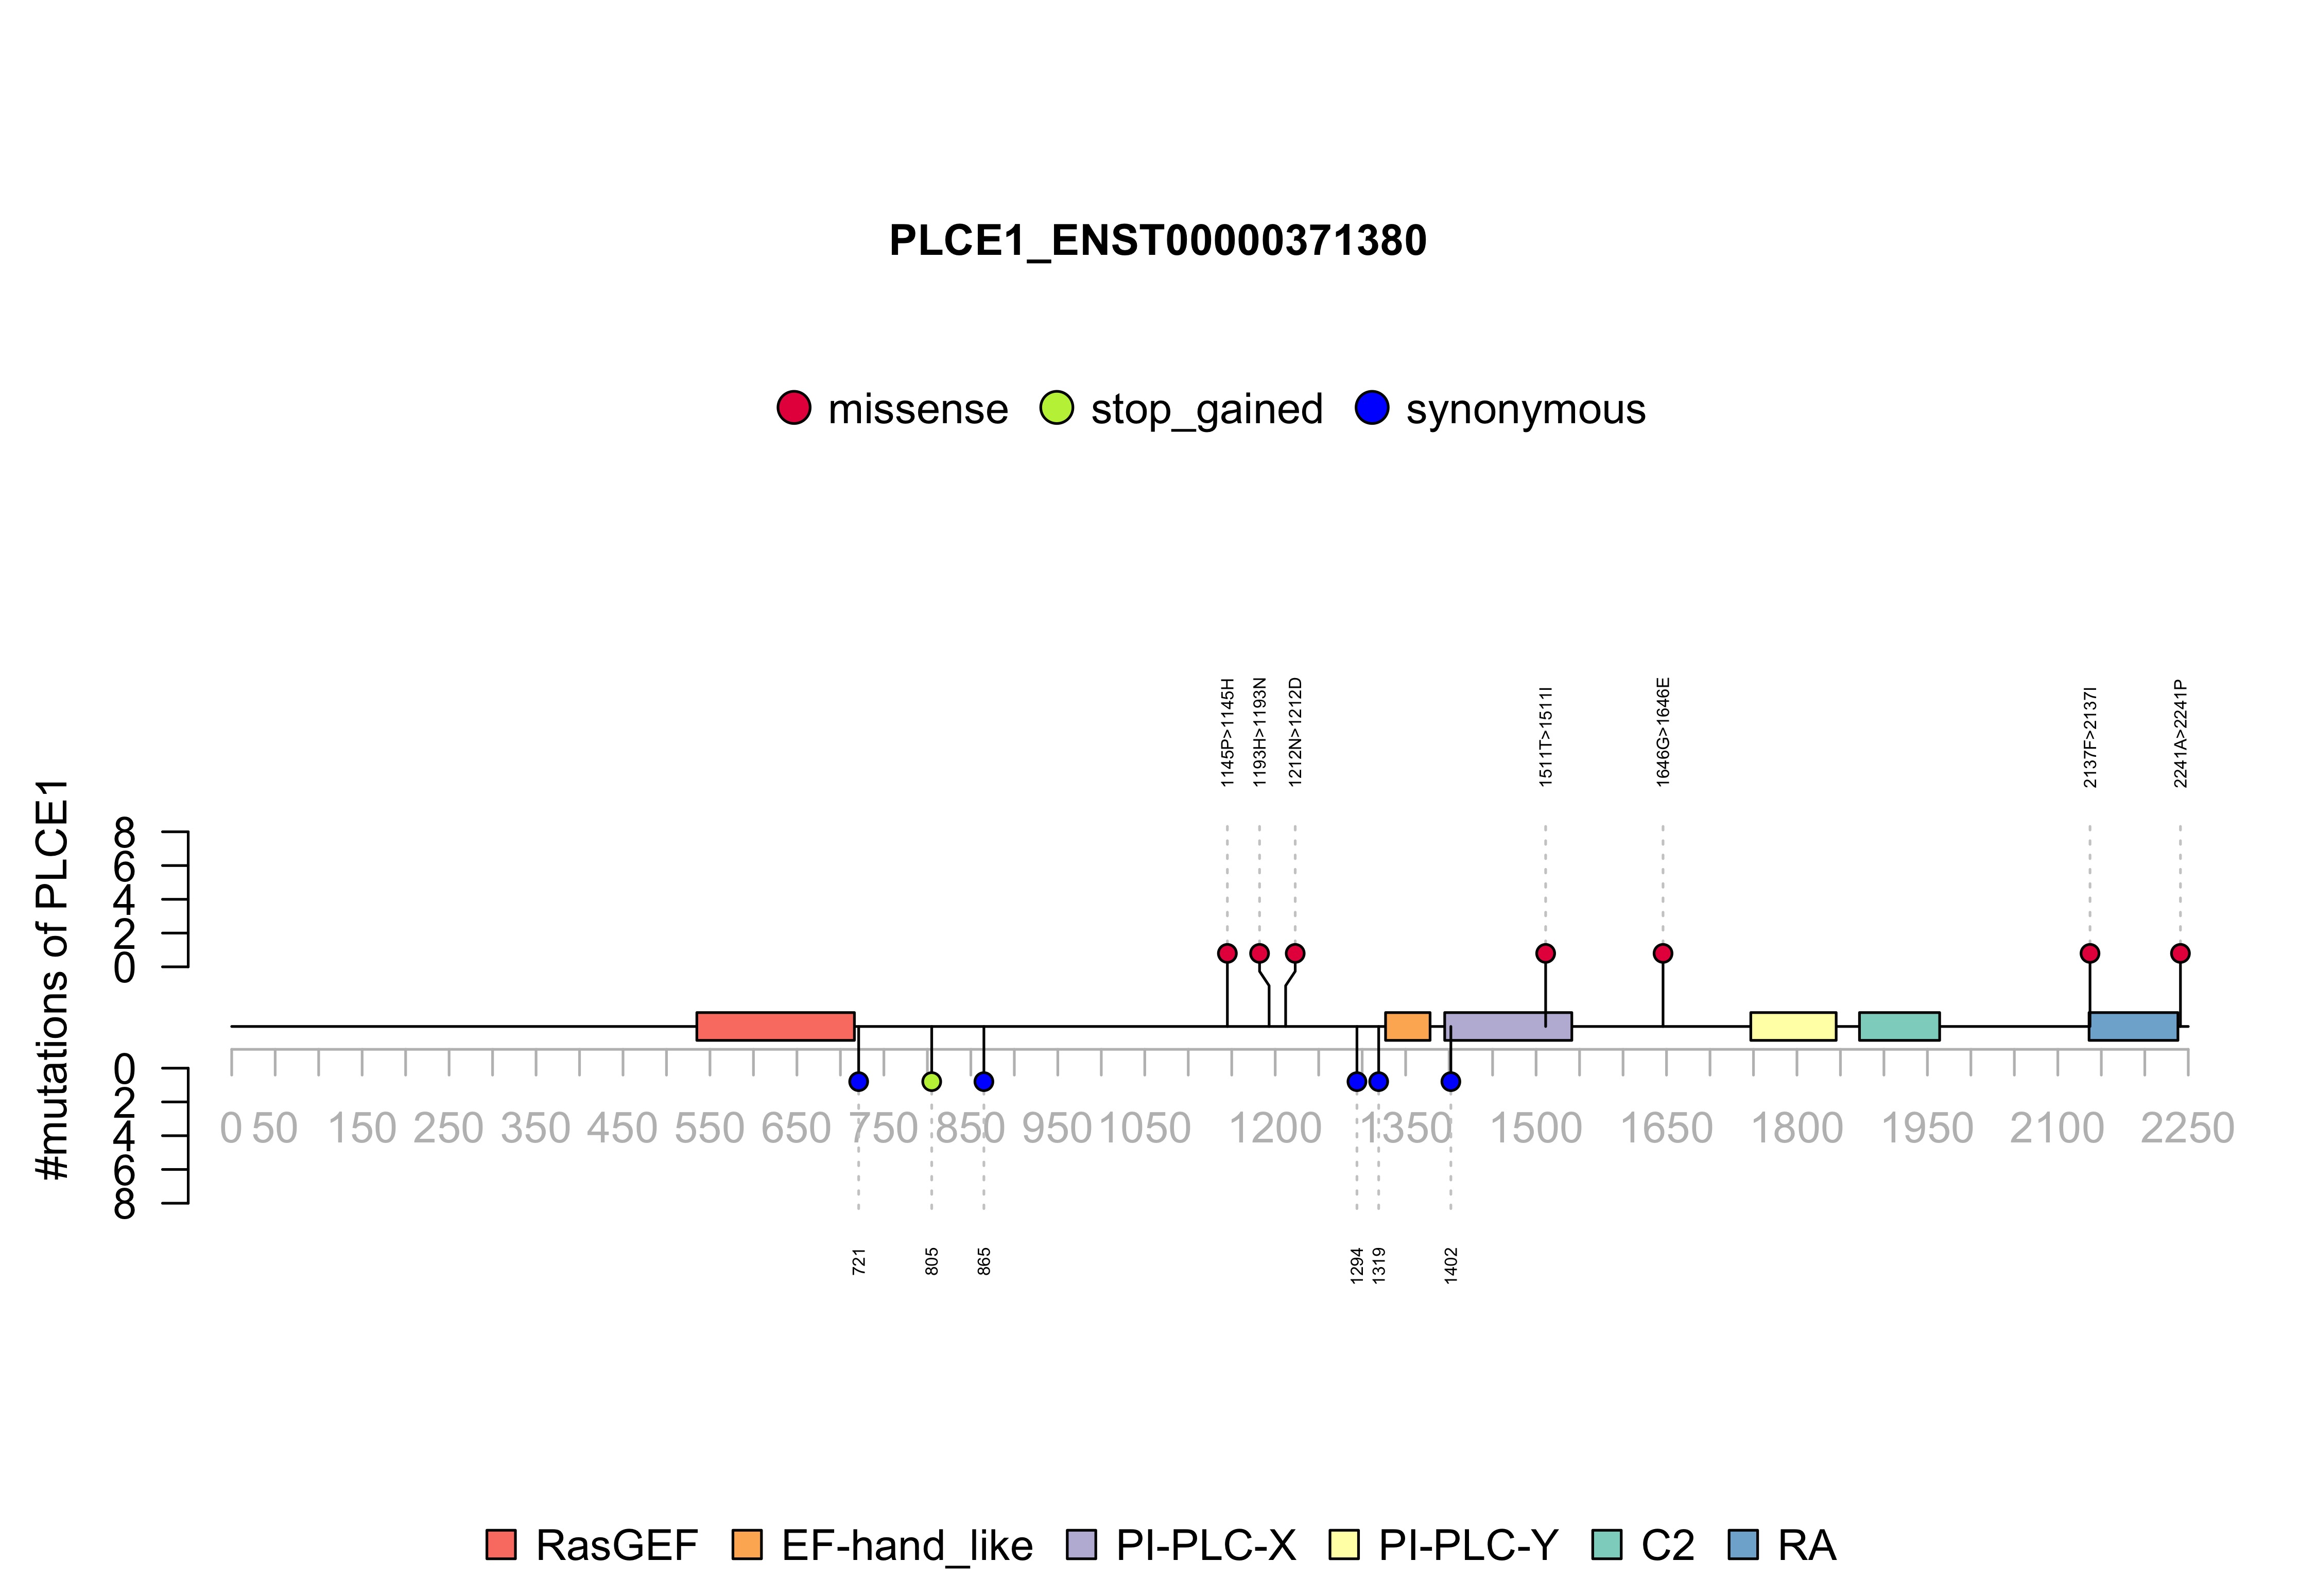 PLCE1_ENST00000371380
missense stop_gained synonymous
1145P>1145H
1193H>1193N
1212N>1212D
1511T>1511I
1646G>1646E
2137F>2137I
2241A>2241P
#mutations of PLCE1
8
6
4
2
0
0
2
4
6
8
0 50 150 250 350 450 550 650 750 850 950 1050 1200 1350 1500 1650 1800 1950 2100 2250
721
805
865
1294
1319
1402
RasGEF EF-hand_like PI-PLC-X PI-PLC-Y C2 RA